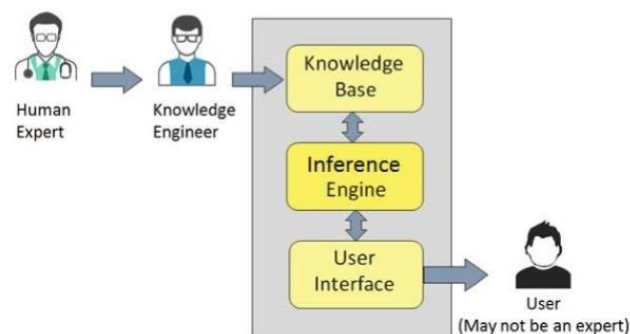 Human
Expert
Knowledge
Engineer
Knowledge
Base
Inference
Engine
User
Interface
User
(May not be an expert)